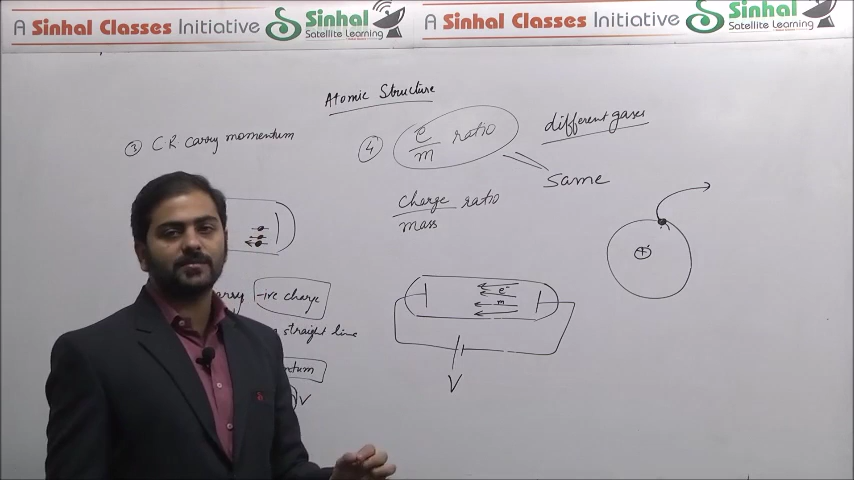 A Sinhal Classes Initiative
Sinhal
Satellite Learning
A Sinhal Classes Initiative
Sinhal
Satellite Learning
Atomic Structure
③ C.R. carry momentum
④ e/m ratio
different gases
Same
charge ratio
mass
e⁻
m
+
-ive charge
straight line
V
V